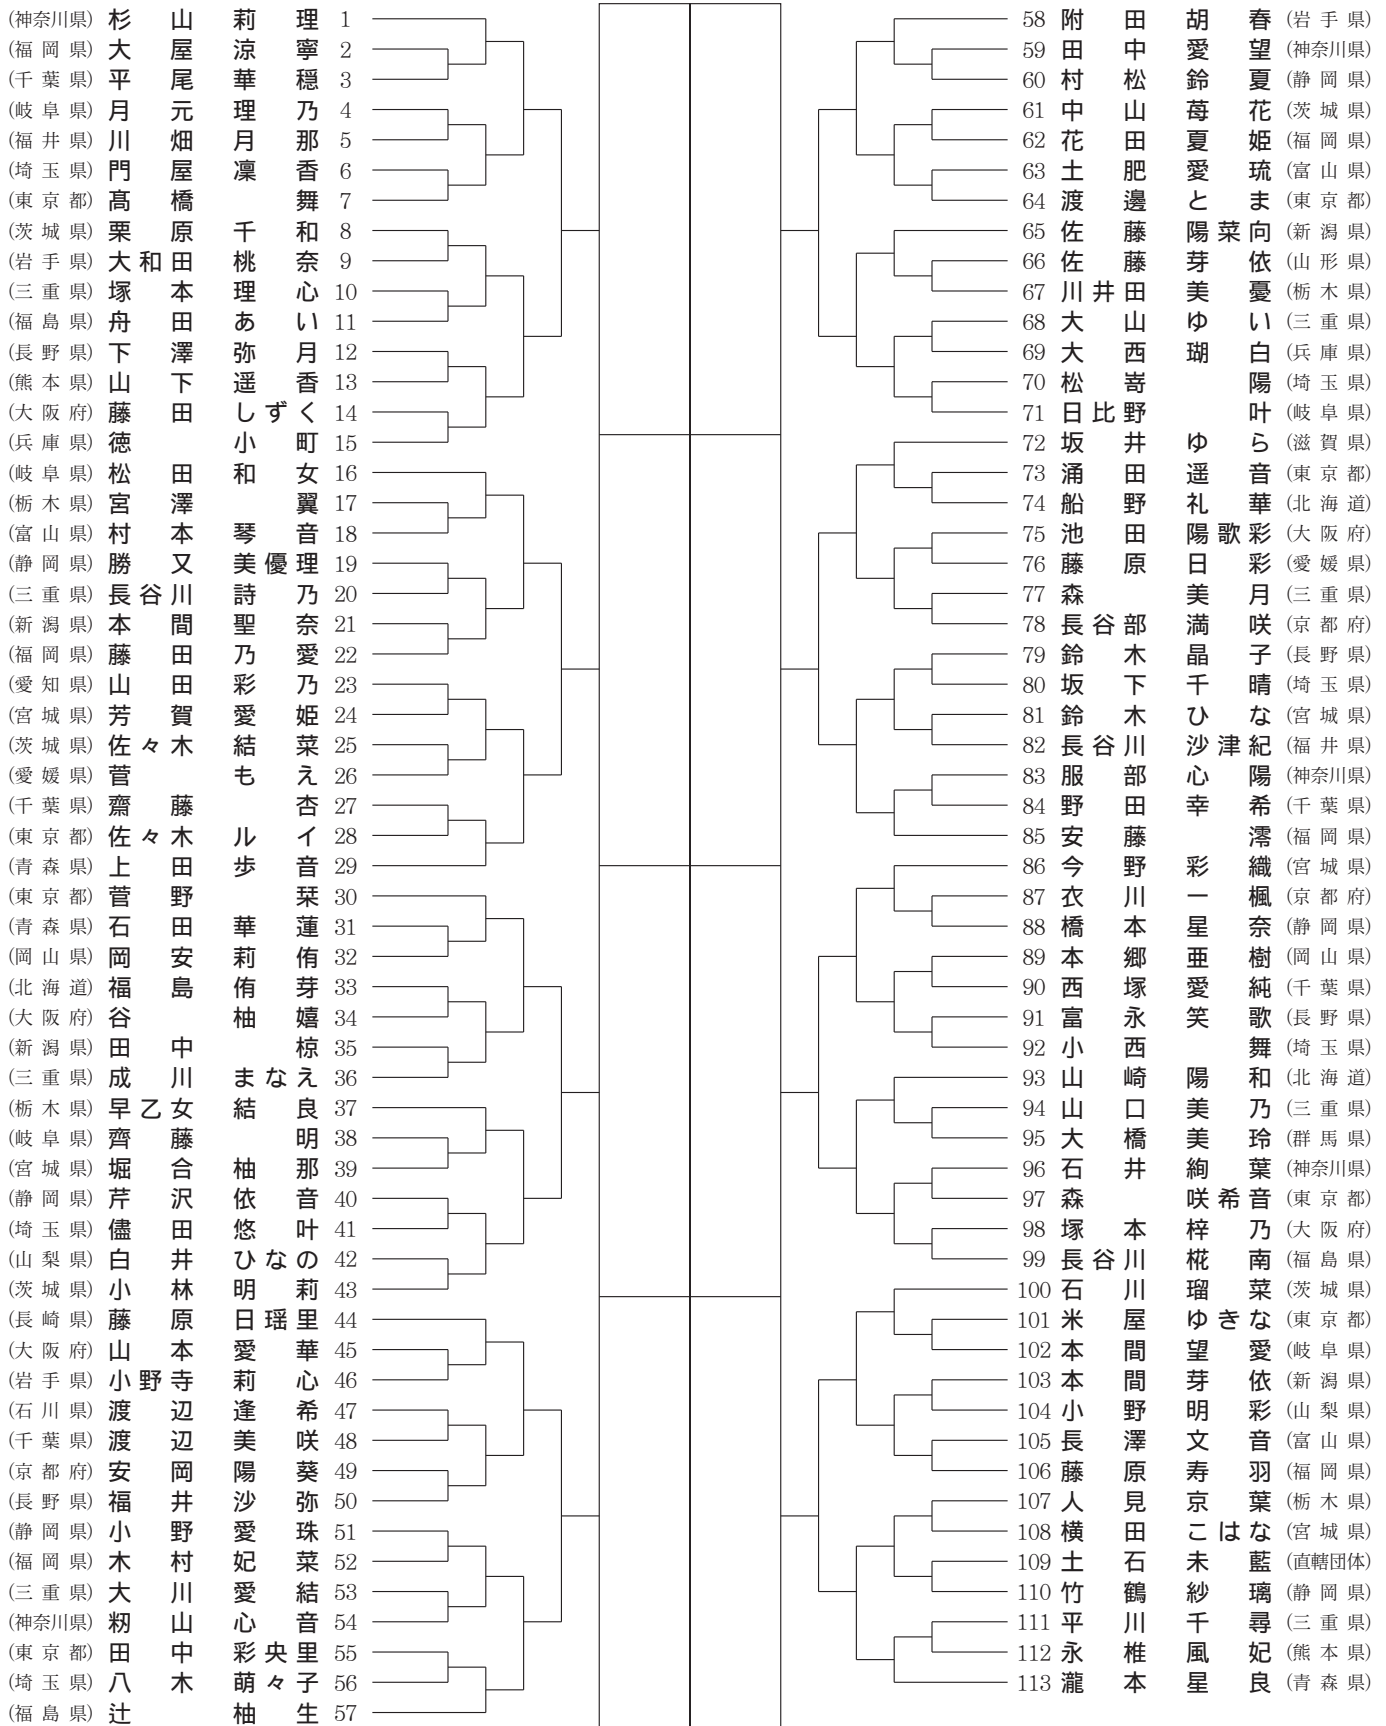 (神奈川県) 杉山 莉理 1
(福岡県) 大屋 涼寧 2
(千葉県) 平尾 華穏 3
(岐阜県) 月元 理乃 4
(福井県) 川畑 月那 5
(埼玉県) 門屋 凜香 6
(東京都) 髙橋 舞 7
(茨城県) 栗原 千和 8
(岩手県) 大和田 桃奈 9
(三重県) 塚本 理心 10
(福島県) 舟田 あい 11
(長野県) 下澤 弥月 12
(熊本県) 山下 遥香 13
(大阪府) 藤田 しずく 14
(兵庫県) 徳 小町 15
(岐阜県) 松田 和女 16
(栃木県) 宮澤 翼 17
(富山県) 村本 琴音 18
(静岡県) 勝又 美優理 19
(三重県) 長谷川 詩乃 20
(新潟県) 本間 聖奈 21
(福岡県) 藤田 乃愛 22
(愛知県) 山田 彩乃 23
(宮城県) 芳賀 愛姫 24
(茨城県) 佐々木 結菜 25
(愛媛県) 菅 もえ 26
(千葉県) 齋藤 杏 27
(東京都) 佐々木 ルイ 28
(青森県) 上田 歩音 29
(東京都) 菅野 栞 30
(青森県) 石田 華蓮 31
(岡山県) 岡安 莉侑 32
(北海道) 福島 侑芽 33
(大阪府) 谷 柚嬉 34
(新潟県) 田中 椋 35
(三重県) 成川 まなえ 36
(栃木県) 早乙女 結良 37
(岐阜県) 齊藤 明 38
(宮城県) 堀合 柚那 39
(静岡県) 芹沢 依音 40
(埼玉県) 儘田 悠叶 41
(山梨県) 白井 ひなの 42
(茨城県) 小林 明莉 43
(長崎県) 藤原 日瑶里 44
(大阪府) 山本 愛華 45
(岩手県) 小野寺 莉心 46
(石川県) 渡辺 逢希 47
(千葉県) 渡辺 美咲 48
(京都府) 安岡 陽葵 49
(長野県) 福井 沙弥 50
(静岡県) 小野 愛珠 51
(福岡県) 木村 妃菜 52
(三重県) 大川 愛結 53
(神奈川県) 籾山 心音 54
(東京都) 田中 彩央里 55
(埼玉県) 八木 萌々子 56
(福島県) 辻 柚生 57
58 附田 胡春 (岩手県)
59 田中 愛望 (神奈川県)
60 村松 鈴夏 (静岡県)
61 中山 苺花 (茨城県)
62 花田 夏姫 (福岡県)
63 土肥 愛琉 (富山県)
64 渡邊 とま (東京都)
65 佐藤 陽菜向 (新潟県)
66 佐藤 芽依 (山形県)
67 川井田 美憂 (栃木県)
68 大山 ゆい (三重県)
69 大西 瑚白 (兵庫県)
70 松嵜 陽 (埼玉県)
71 日比野 叶 (岐阜県)
72 坂井 ゆら (滋賀県)
73 涌田 遥音 (東京都)
74 船野 礼華 (北海道)
75 池田 陽歌彩 (大阪府)
76 藤原 日彩 (愛媛県)
77 森 美月 (三重県)
78 長谷部 満咲 (京都府)
79 鈴木 晶子 (長野県)
80 坂下 千晴 (埼玉県)
81 鈴木 ひな (宮城県)
82 長谷川 沙津紀 (福井県)
83 服部 心陽 (神奈川県)
84 野田 幸希 (千葉県)
85 安藤 澪 (福岡県)
86 今野 彩織 (宮城県)
87 衣川 一楓 (京都府)
88 橋本 星奈 (静岡県)
89 本郷 亜樹 (岡山県)
90 西塚 愛純 (千葉県)
91 富永 笑歌 (長野県)
92 小西 舞 (埼玉県)
93 山崎 陽和 (北海道)
94 山口 美乃 (三重県)
95 大橋 美玲 (群馬県)
96 石井 絢葉 (神奈川県)
97 森 咲希音 (東京都)
98 塚本 梓乃 (大阪府)
99 長谷川 椛南 (福島県)
100 石川 瑠菜 (茨城県)
101 米屋 ゆきな (東京都)
102 本間 望愛 (岐阜県)
103 本間 芽依 (新潟県)
104 小野 明彩 (山梨県)
105 長澤 文音 (富山県)
106 藤原 寿羽 (福岡県)
107 人見 京葉 (栃木県)
108 横田 こはな (宮城県)
109 土石 未藍 (直轄団体)
110 竹鶴 紗璃 (静岡県)
111 平川 千尋 (三重県)
112 永椎 風妃 (熊本県)
113 瀧本 星良 (青森県)